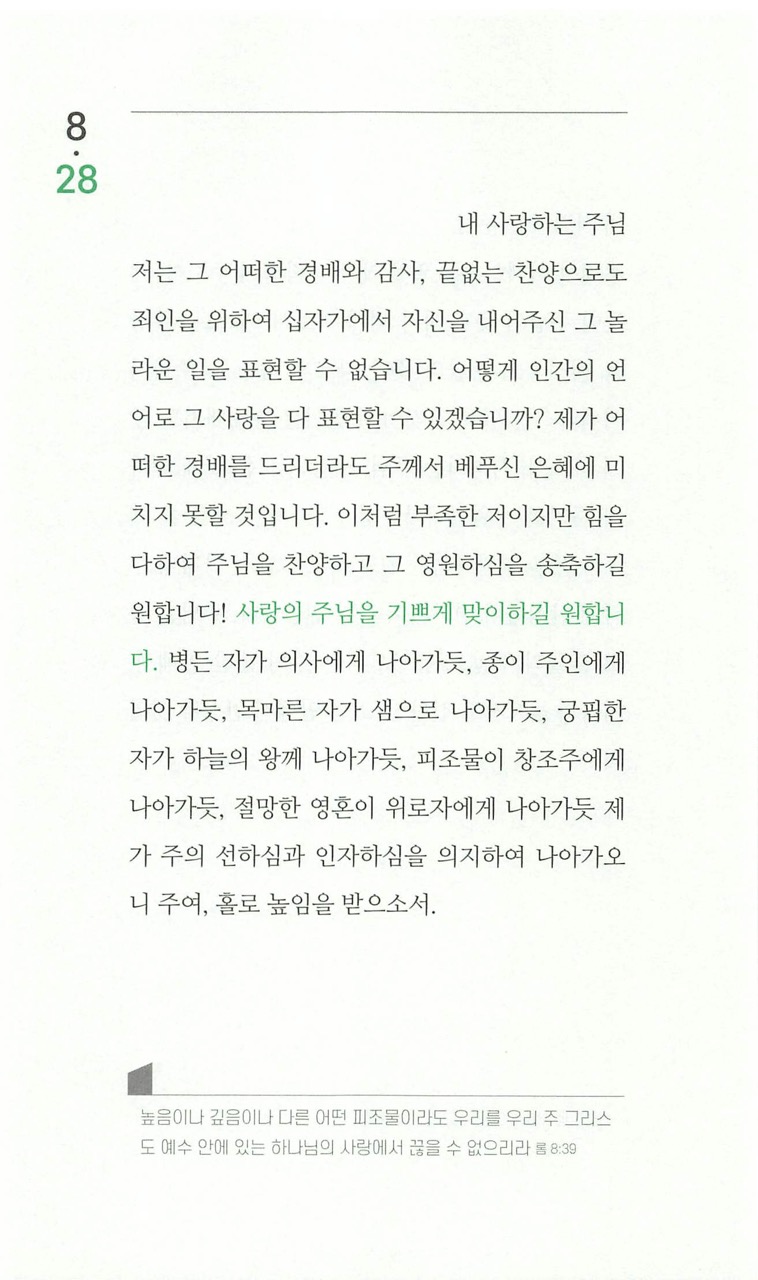 8
·
28
내 사랑하는 주님
저는 그 어떠한 경배와 감사, 끝없는 찬양으로도
죄인을 위하여 십자가에서 자신을 내어주신 그 놀
라운 일을 표현할 수 없습니다. 어떻게 인간의 언
어로 그 사랑을 다 표현할 수 있겠습니까? 제가 어
떠한 경배를 드리더라도 주께서 베푸신 은혜에 미
치지 못할 것입니다. 이처럼 부족한 저이지만 힘을
다하여 주님을 찬양하고 그 영원하심을 송축하길
원합니다! 사랑의 주님을 기쁘게 맞이하길 원합니
다. 병든 자가 의사에게 나아가듯, 종이 주인에게
나아가듯, 목마른 자가 샘으로 나아가듯, 궁핍한
자가 하늘의 왕께 나아가듯, 피조물이 창조주에게
나아가듯, 절망한 영혼이 위로자에게 나아가듯 제
가 주의 선하심과 인자하심을 의지하여 나아가오
니 주여, 홀로 높임을 받으소서.
높음이나 깊음이나 다른 어떤 피조물이라도 우리를 우리 주 그리스
도 예수 안에 있는 하나님의 사랑에서 끊을 수 없으리라 롬 8:39